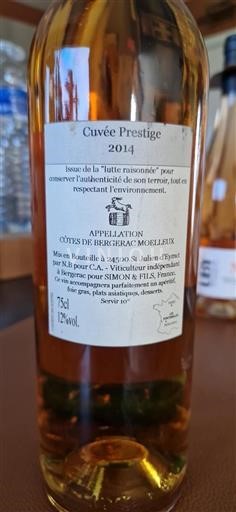 Cuvée Prestige
2014
Issue de la "lutte raisonnée" pour
conserver l'authenticité de son terroir, tout en
respectant l'environnement.
APPELLATION
CÔTES DE BERGERAC MOELLEUX
Mis en Bouteille à 24500 St Julien d'Eymet
par N.B pour C.A. - Viticulteur indépendant
à Bergerac pour SIMON & FILS, France.
Ce vin accompagnera parfaitement un apéritif,
foie gras, plats asiatiques, desserts.
Servir 10°
75cl
12%vol.